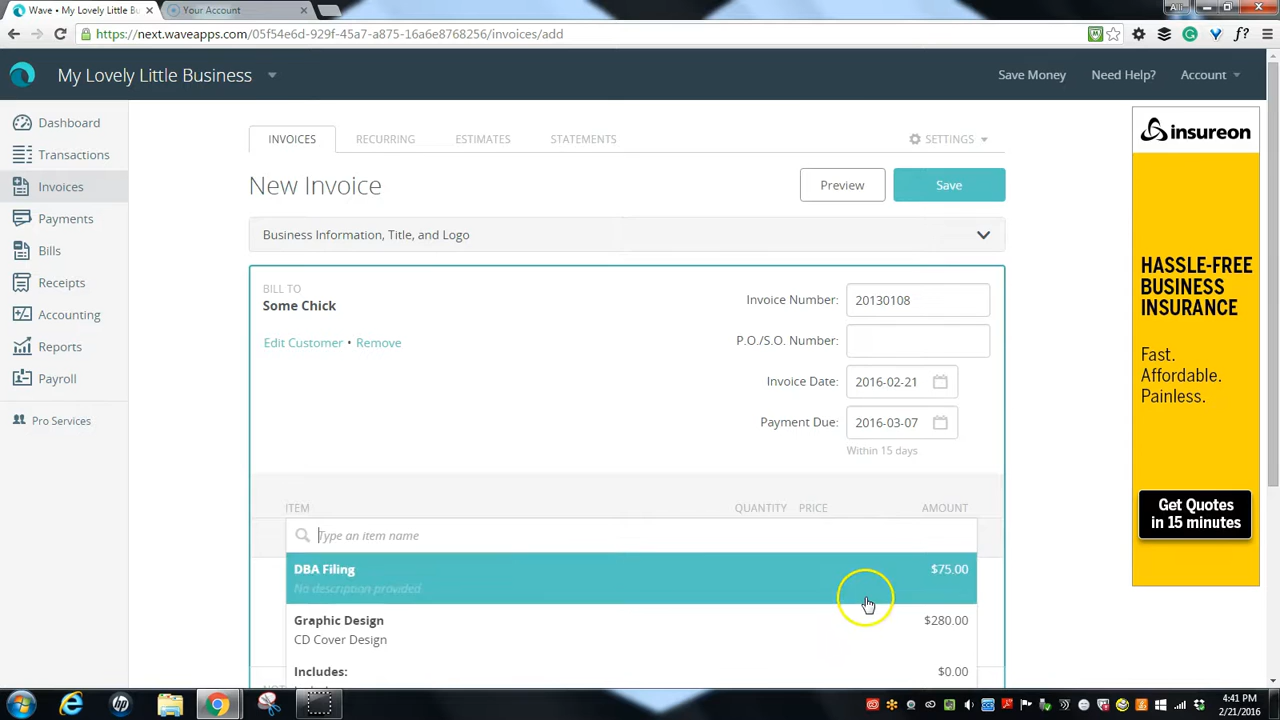 Wave • My Lovely Little B
Your Account
Alli
https://next.waveapps.com/05f54e6d-929f-45a7-a875-16a6e8768256/invoices/add
f?
My Lovely Little Business
Save Money
Need Help?
Account
Dashboard
Transactions
Invoices
Payments
Bills
Receipts
Accounting
Reports
Payroll
Pro Services
INVOICES
RECURRING
ESTIMATES
STATEMENTS
SETTINGS
New Invoice
Preview
Save
Business Information, Title, and Logo
BILL TO
Some Chick
Edit Customer • Remove
Invoice Number: 20130108
P.O./S.O. Number:
Invoice Date: 2016-02-21
Payment Due: 2016-03-07
Within 15 days
ITEM QUANTITY PRICE AMOUNT
Type an item name
DBA Filing $75.00
No description provided
Graphic Design $280.00
CD Cover Design
Includes: $0.00
insureon
HASSLE-FREE
BUSINESS
INSURANCE
Fast.
Affordable.
Painless.
Get Quotes
in 15 minutes
hp
4:41 PM
2/21/2016